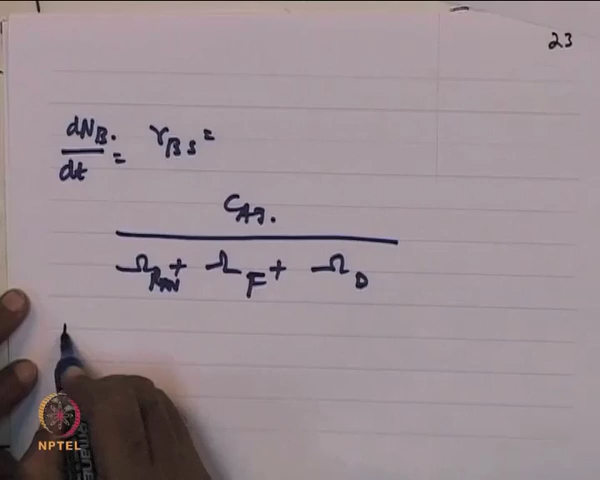 23
dN_B. / dt = r_BS =
C_Ag.
Ω_RXN + Ω_F + Ω_D
NPTEL